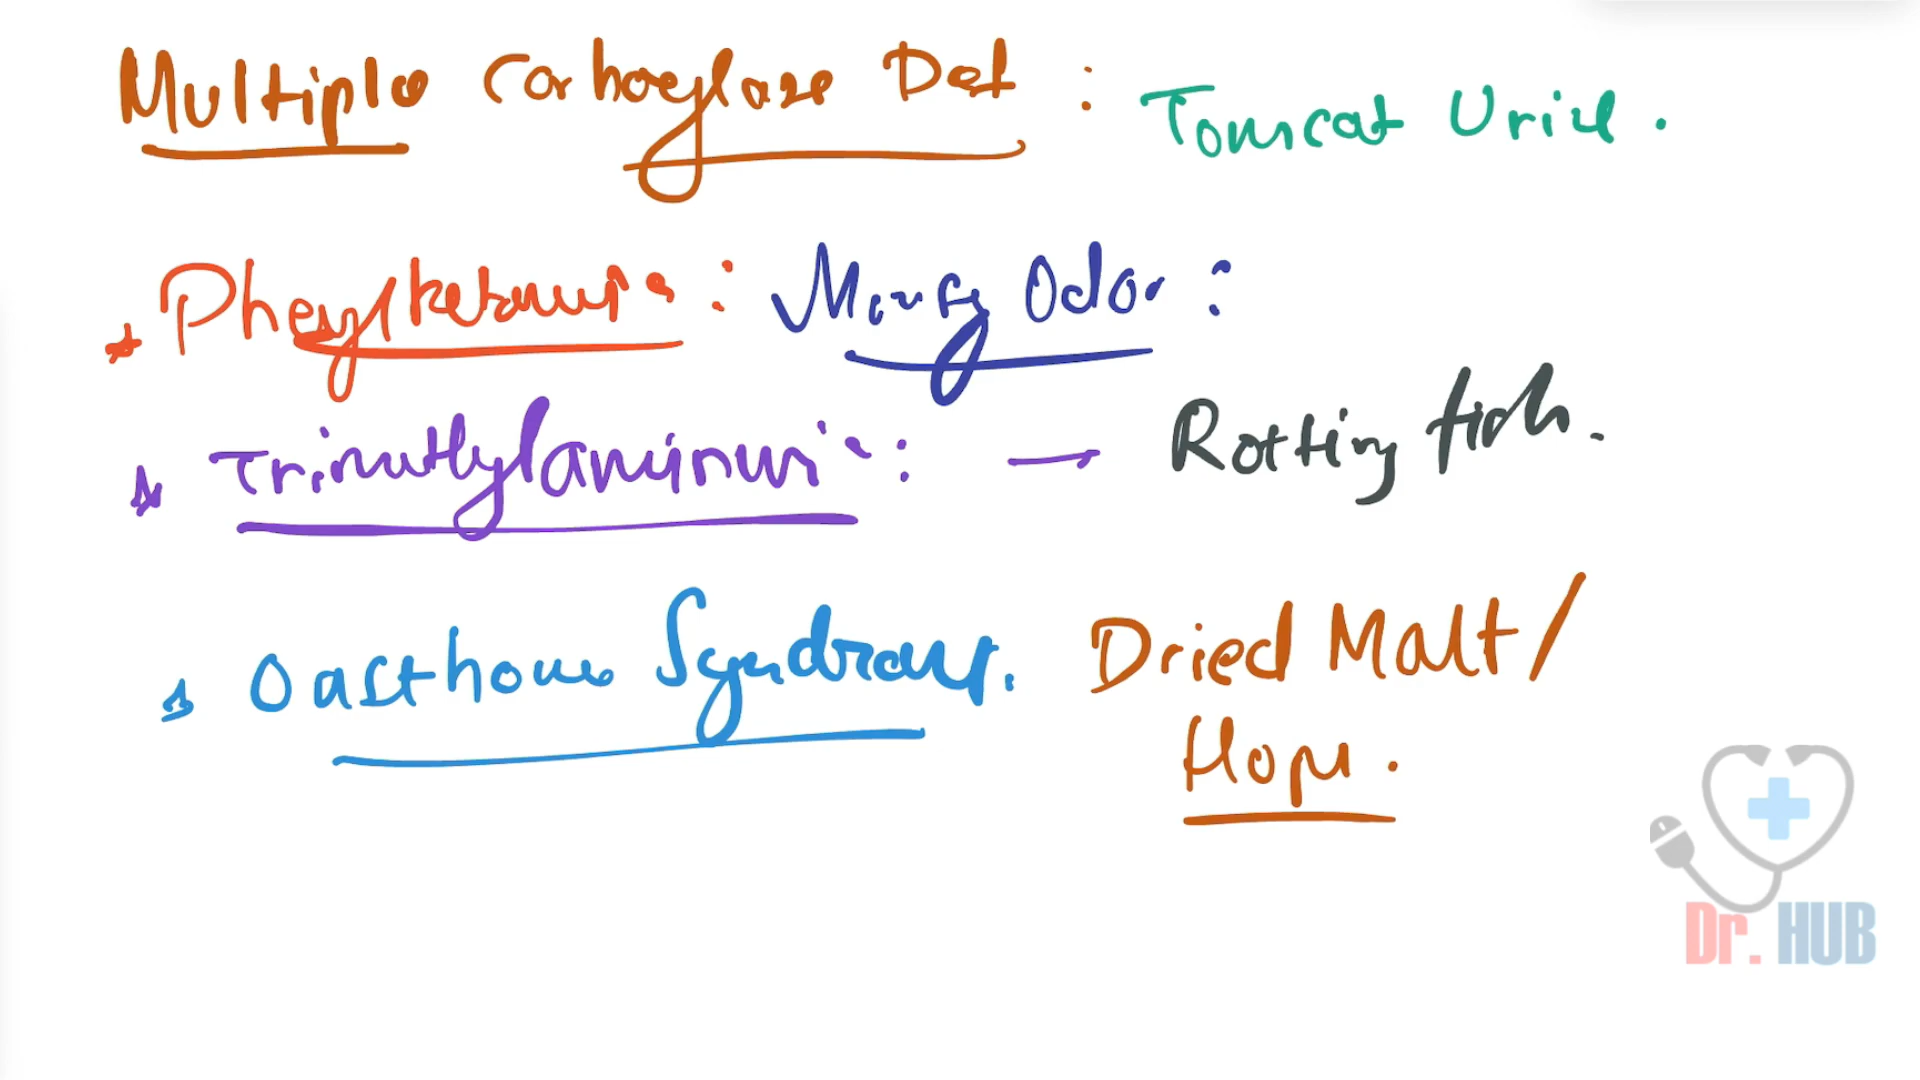 Multiple Carboxylase Def : Tomcat Urine.
Phenylketonuria : Mousy Odor :
Trimethylaminuria : → Rotting fish.
Oasthouse Syndrome. Dried Malt/
Hops.
Dr. HUB